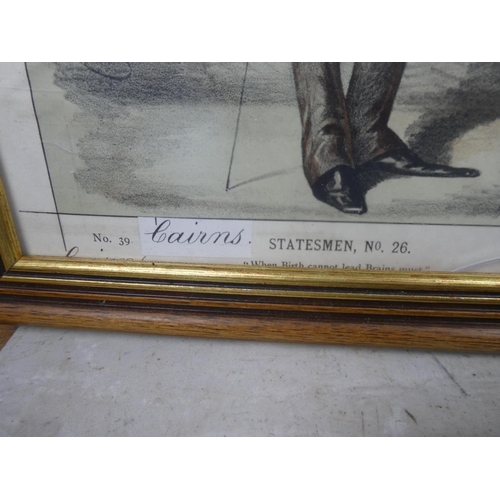 No. 39 Cairns. STATESMEN, No. 26.
"When Birth cannot lead Brains must"